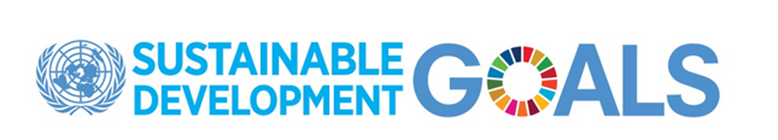 SUSTAINABLE
DEVELOPMENT
GOALS